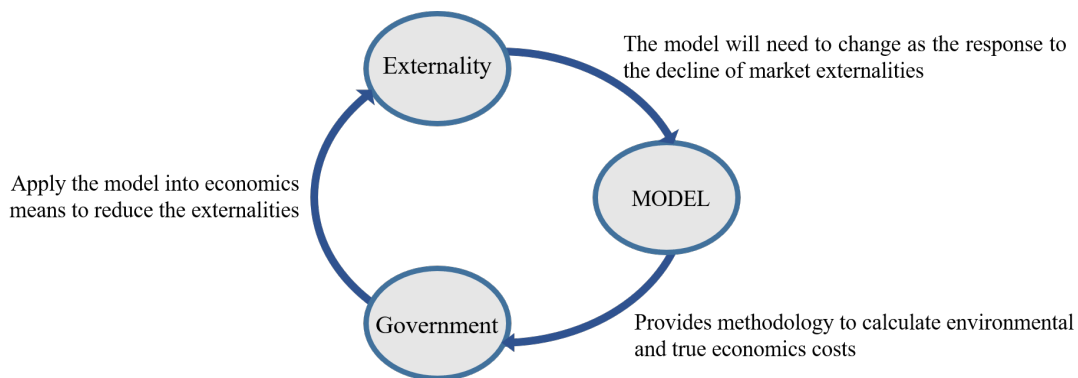 Externality
The model will need to change as the response to
the decline of market externalities
MODEL
Apply the model into economics
means to reduce the externalities
Government
Provides methodology to calculate environmental
and true economics costs